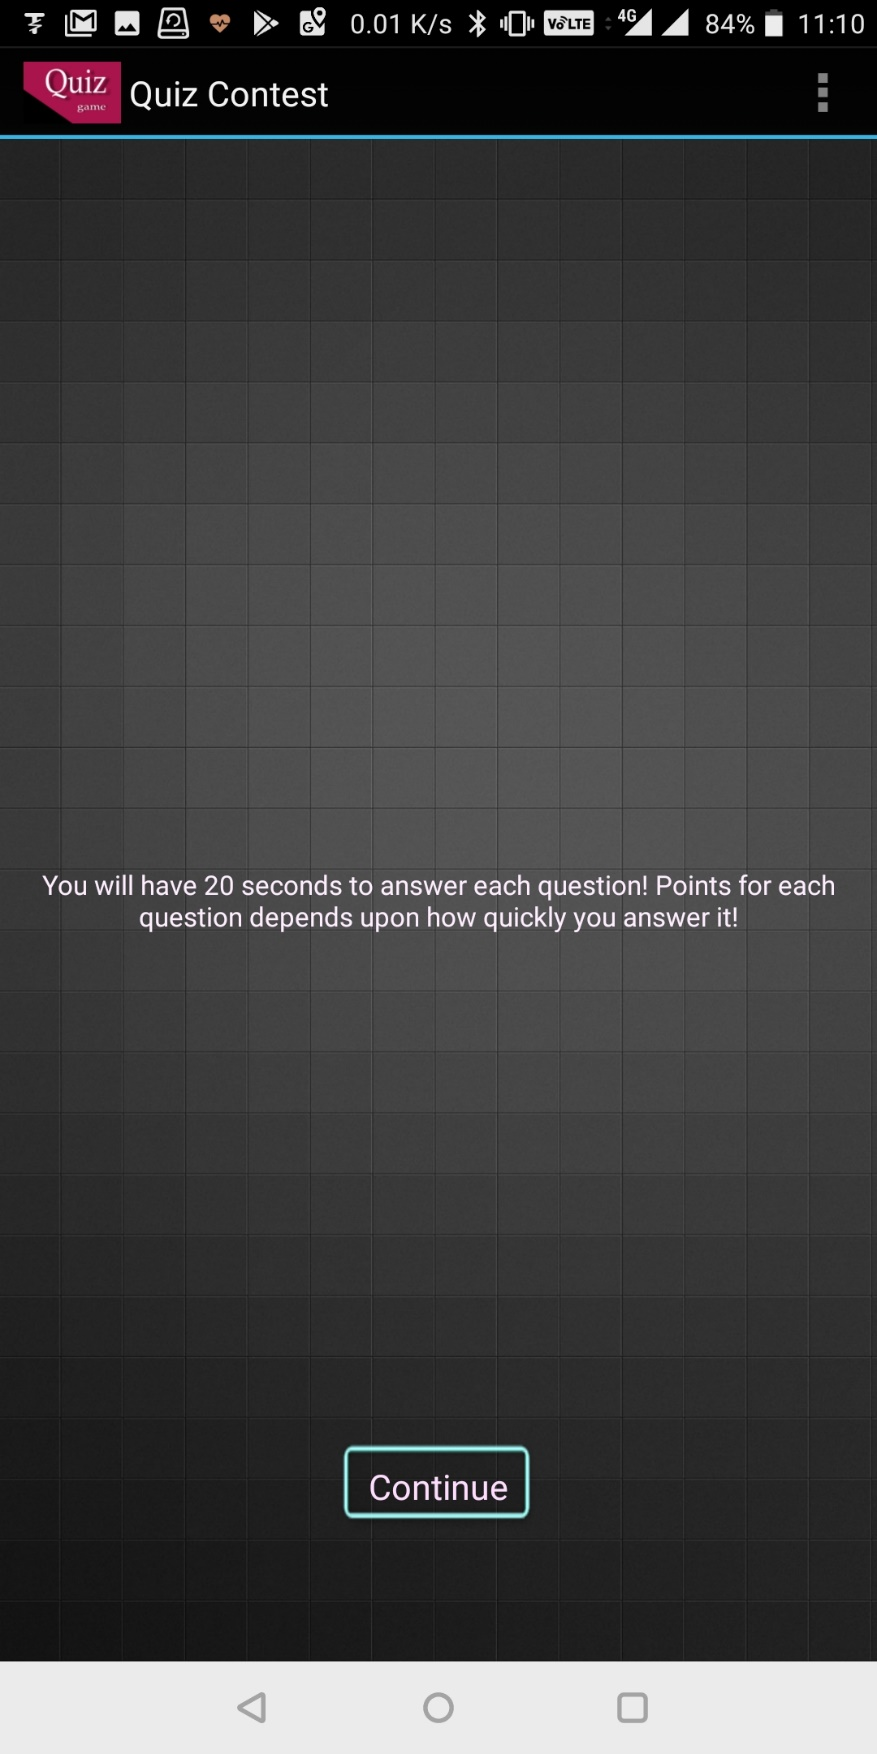 0.01 K/s VoLTE 4G 84% 11:10
Quiz
game
Quiz Contest
You will have 20 seconds to answer each question! Points for each
question depends upon how quickly you answer it!
Continue